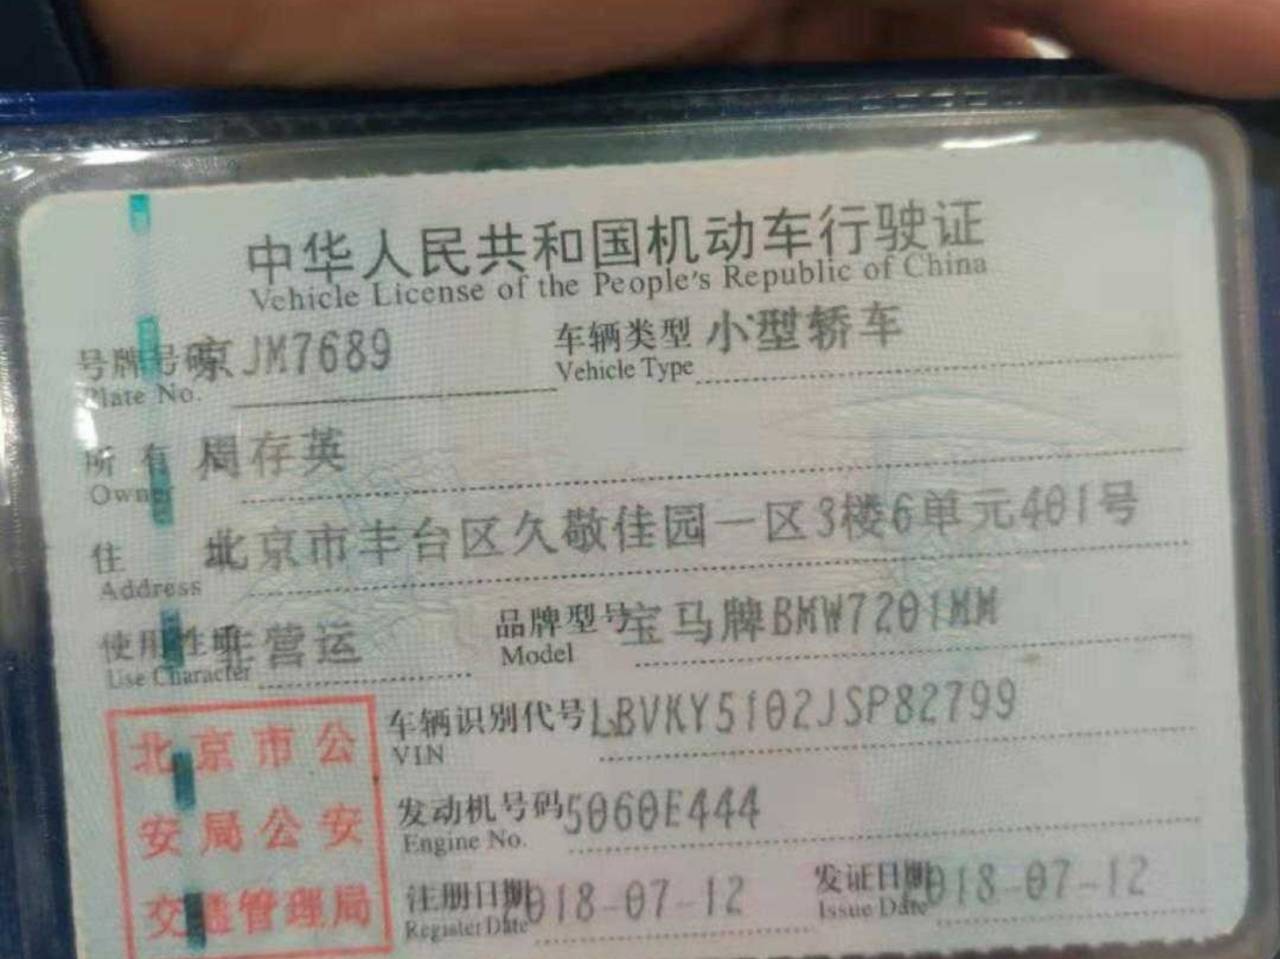 中华人民共和国机动车行驶证
Vehicle License of the People's Republic of China
号牌号码 京JM7689 车辆类型 小型轿车
Plate No. Vehicle Type
所有 周存英
Owner
住 北京市丰台区久敬佳园一区3楼6单元401号
Address
使用性质 非营运 品牌型号 宝马牌BMW7201MM
Use Character Model
车辆识别代号 LBVKY5102JSP82799
VIN
发动机号码 5060E444
Engine No.
注册日期 018-07-12 发证日期 018-07-12
Register Date Issue Date
北京市公
安局公安
交通管理局